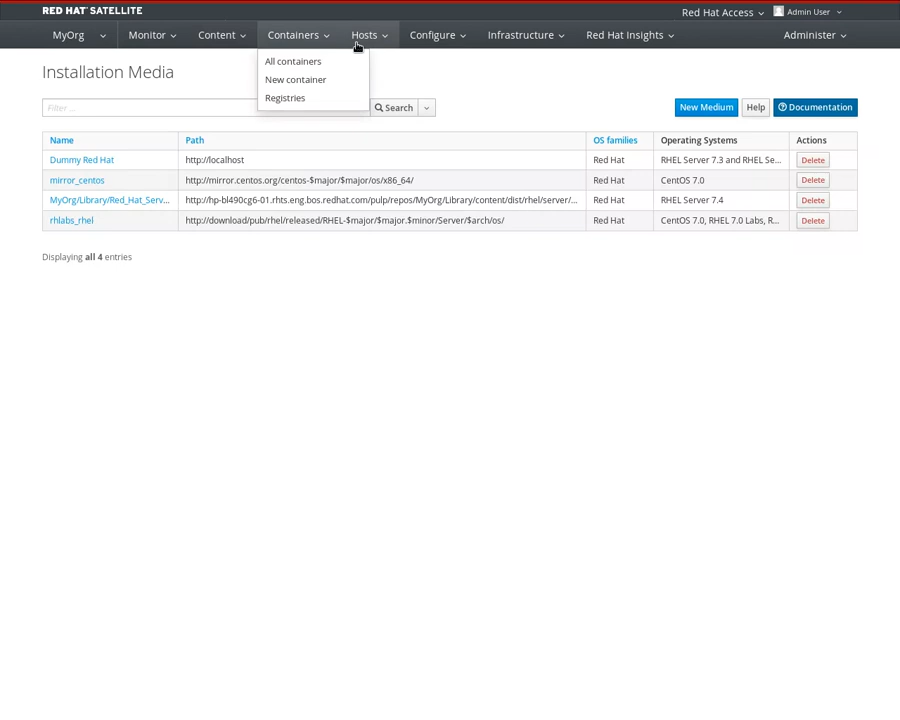 RED HAT SATELLITE
Red Hat Access Admin User
MyOrg Monitor Content Containers Hosts Configure Infrastructure Red Hat Insights Administer
All containers
New container
Registries
Installation Media
Filter ... Search New Medium Help Documentation
Name Path OS families Operating Systems Actions
Dummy Red Hat http://localhost Red Hat RHEL Server 7.3 and RHEL Se... Delete
mirror_centos http://mirror.centos.org/centos-$major/$major/os/x86_64/ Red Hat CentOS 7.0 Delete
MyOrg/Library/Red_Hat_Serv... http://hp-bl490cg6-01.rhts.eng.bos.redhat.com/pulp/repos/MyOrg/Library/content/dist/rhel/server/... Red Hat RHEL Server 7.4 Delete
rhlabs_rhel http://download/pub/rhel/released/RHEL-$major/$major.$minor/Server/$arch/os/ Red Hat CentOS 7.0, RHEL 7.0 Labs, R... Delete
Displaying all 4 entries